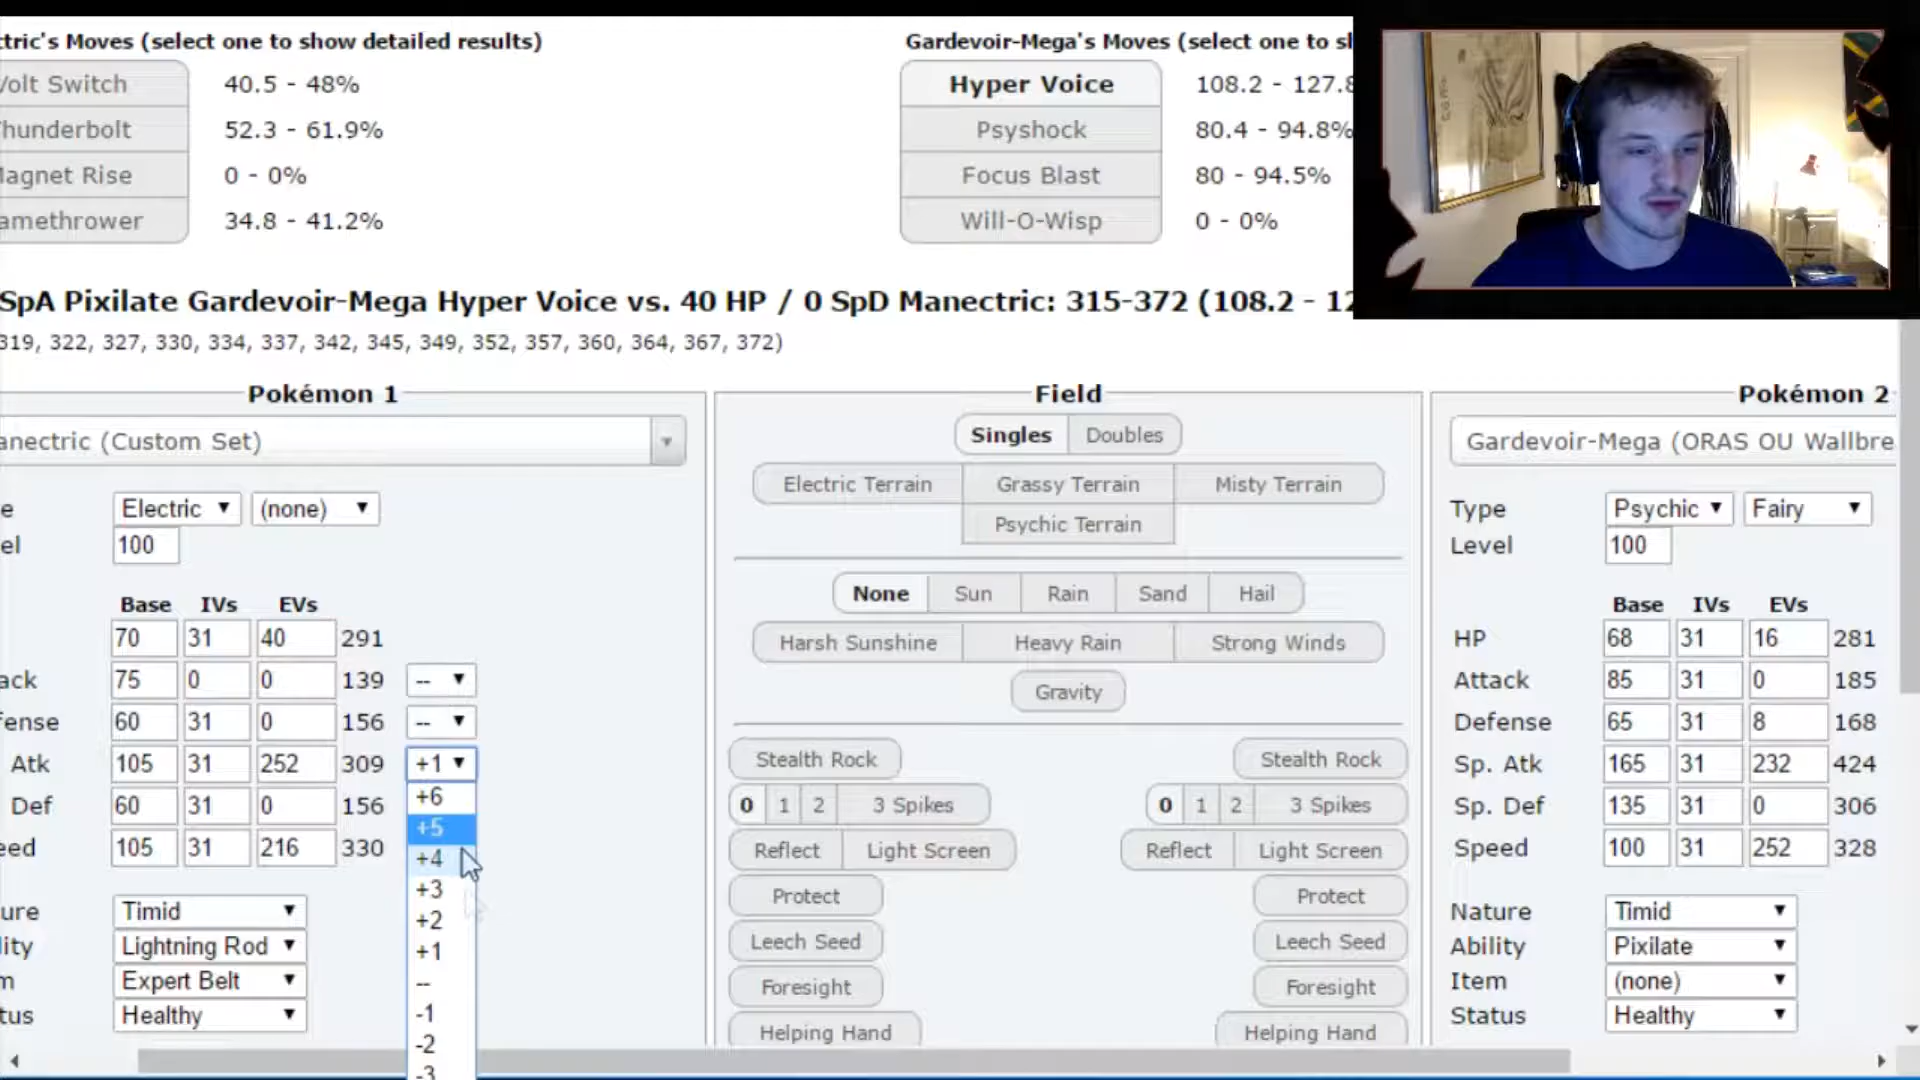 ctric's Moves (select one to show detailed results)
Volt Switch 40.5 - 48%
Thunderbolt 52.3 - 61.9%
Magnet Rise 0 - 0%
amethrower 34.8 - 41.2%
Gardevoir-Mega's Moves (select one to sl
Hyper Voice 108.2 - 127.8
Psyshock 80.4 - 94.8%
Focus Blast 80 - 94.5%
Will-O-Wisp 0 - 0%
SpA Pixilate Gardevoir-Mega Hyper Voice vs. 40 HP / 0 SpD Manectric: 315-372 (108.2 - 12
319, 322, 327, 330, 334, 337, 342, 345, 349, 352, 357, 360, 364, 367, 372)
Pokémon 1
anectric (Custom Set)
e Electric (none)
el 100
Base IVs EVs
70 31 40 291
ack 75 0 0 139 --
fense 60 31 0 156 --
Atk 105 31 252 309 +1
Def 60 31 0 156
eed 105 31 216 330
+6
+5
+4
+3
+2
+1
--
-1
-2
-3
ure Timid
lity Lightning Rod
m Expert Belt
tus Healthy
Field
Singles Doubles
Electric Terrain Grassy Terrain Misty Terrain
Psychic Terrain
None Sun Rain Sand Hail
Harsh Sunshine Heavy Rain Strong Winds
Gravity
Stealth Rock Stealth Rock
0 1 2 3 Spikes 0 1 2 3 Spikes
Reflect Light Screen Reflect Light Screen
Protect Protect
Leech Seed Leech Seed
Foresight Foresight
Helping Hand Helping Hand
Pokémon 2
Gardevoir-Mega (ORAS OU Wallbre
Type Psychic Fairy
Level 100
Base IVs EVs
HP 68 31 16 281
Attack 85 31 0 185
Defense 65 31 8 168
Sp. Atk 165 31 232 424
Sp. Def 135 31 0 306
Speed 100 31 252 328
Nature Timid
Ability Pixilate
Item (none)
Status Healthy